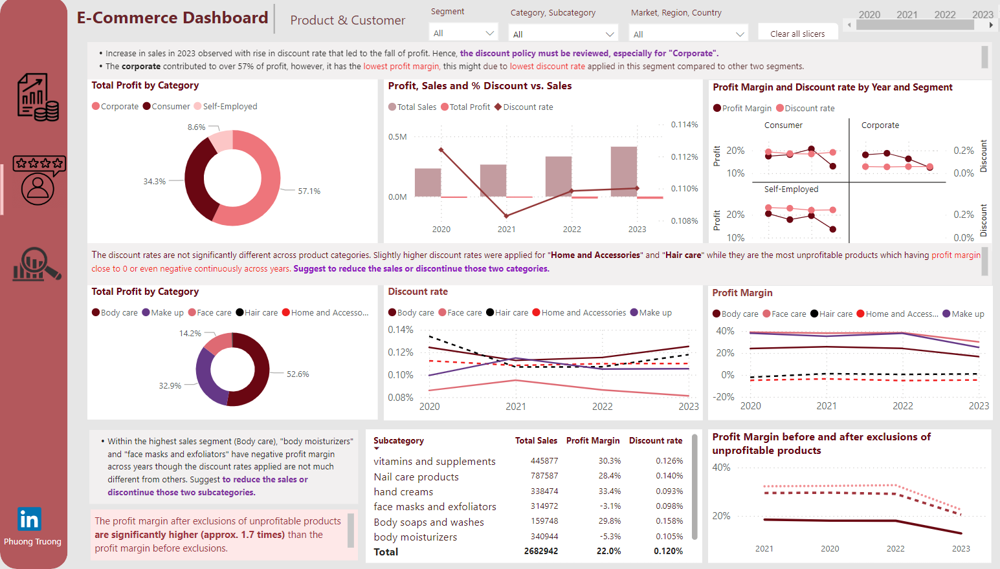 E-Commerce Dashboard
Product & Customer
Segment
All
Category, Subcategory
All
Market, Region, Country
All
Clear all slicers
2020 2021 2022 2023
• Increase in sales in 2023 observed with rise in discount rate that led to the fall of profit. Hence, the discount policy must be reviewed, especially for "Corporate".
• The corporate contributed to over 57% of profit, however, it has the lowest profit margin, this might due to lowest discount rate applied in this segment compared to other two segments.
Total Profit by Category
Corporate Consumer Self-Employed
8.6%
34.3%
57.1%
Profit, Sales and % Discount vs. Sales
Total Sales Total Profit Discount rate
0.5M
0.0M
0.114%
0.112%
0.110%
0.108%
2020 2021 2022 2023
Profit Margin and Discount rate by Year and Segment
Profit Margin Discount rate
Consumer Corporate
Profit
20%
10%
0.2%
0.0%
Discount
Self-Employed
Profit
20%
10%
0.2%
0.0%
Discount
The discount rates are not significantly different across product categories. Slightly higher discount rates were applied for "Home and Accessories" and "Hair care" while they are the most unprofitable products which having profit margin
close to 0 or even negative continuously across years. Suggest to reduce the sales or discontinue those two categories.
Total Profit by Category
Body care Make up Face care Hair care Home and Accesso...
14.2%
32.9%
52.6%
Discount rate
Body care Face care Hair care Home and Accessories Make up
0.14%
0.12%
0.10%
0.08%
2020 2021 2022 2023
Profit Margin
Body care Face care Hair care Home and Access... Make up
40%
20%
0%
-20%
2020 2021 2022 2023
• Within the highest sales segment (Body care), "body moisturizers"
and "face masks and exfoliators" have negative profit margin
across years though the discount rates applied are not much
different from others. Suggest to reduce the sales or
discontinue those two subcategories.
The profit margin after exclusions of unprofitable products
are significantly higher (approx. 1.7 times) than the
profit margin before exclusions.
Subcategory Total Sales Profit Margin Discount rate
vitamins and supplements 445877 30.3% 0.126%
Nail care products 787587 28.4% 0.140%
hand creams 338474 33.4% 0.093%
face masks and exfoliators 314972 -3.1% 0.098%
Body soaps and washes 159748 29.8% 0.158%
body moisturizers 340944 -5.3% 0.105%
Total 2682942 22.0% 0.120%
Profit Margin before and after exclusions of
unprofitable products
40%
20%
2021 2020 2022 2023
in
Phuong Truong